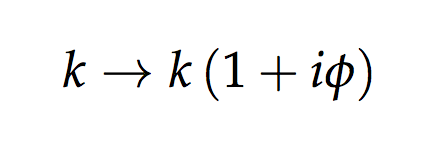 k → k (1 + iϕ)